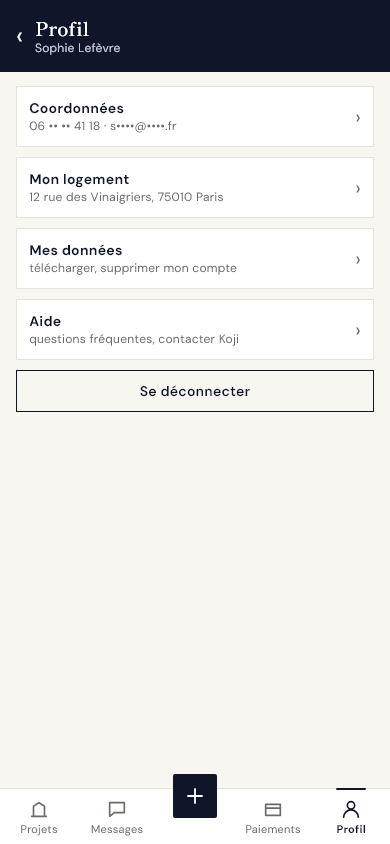 Profil
Sophie Lefèvre
Coordonnées
06 •• •• 41 18 · s••••@••••.fr
Mon logement
12 rue des Vinaigriers, 75010 Paris
Mes données
télécharger, supprimer mon compte
Aide
questions fréquentes, contacter Koji
Se déconnecter
Projets
Messages
Paiements
Profil